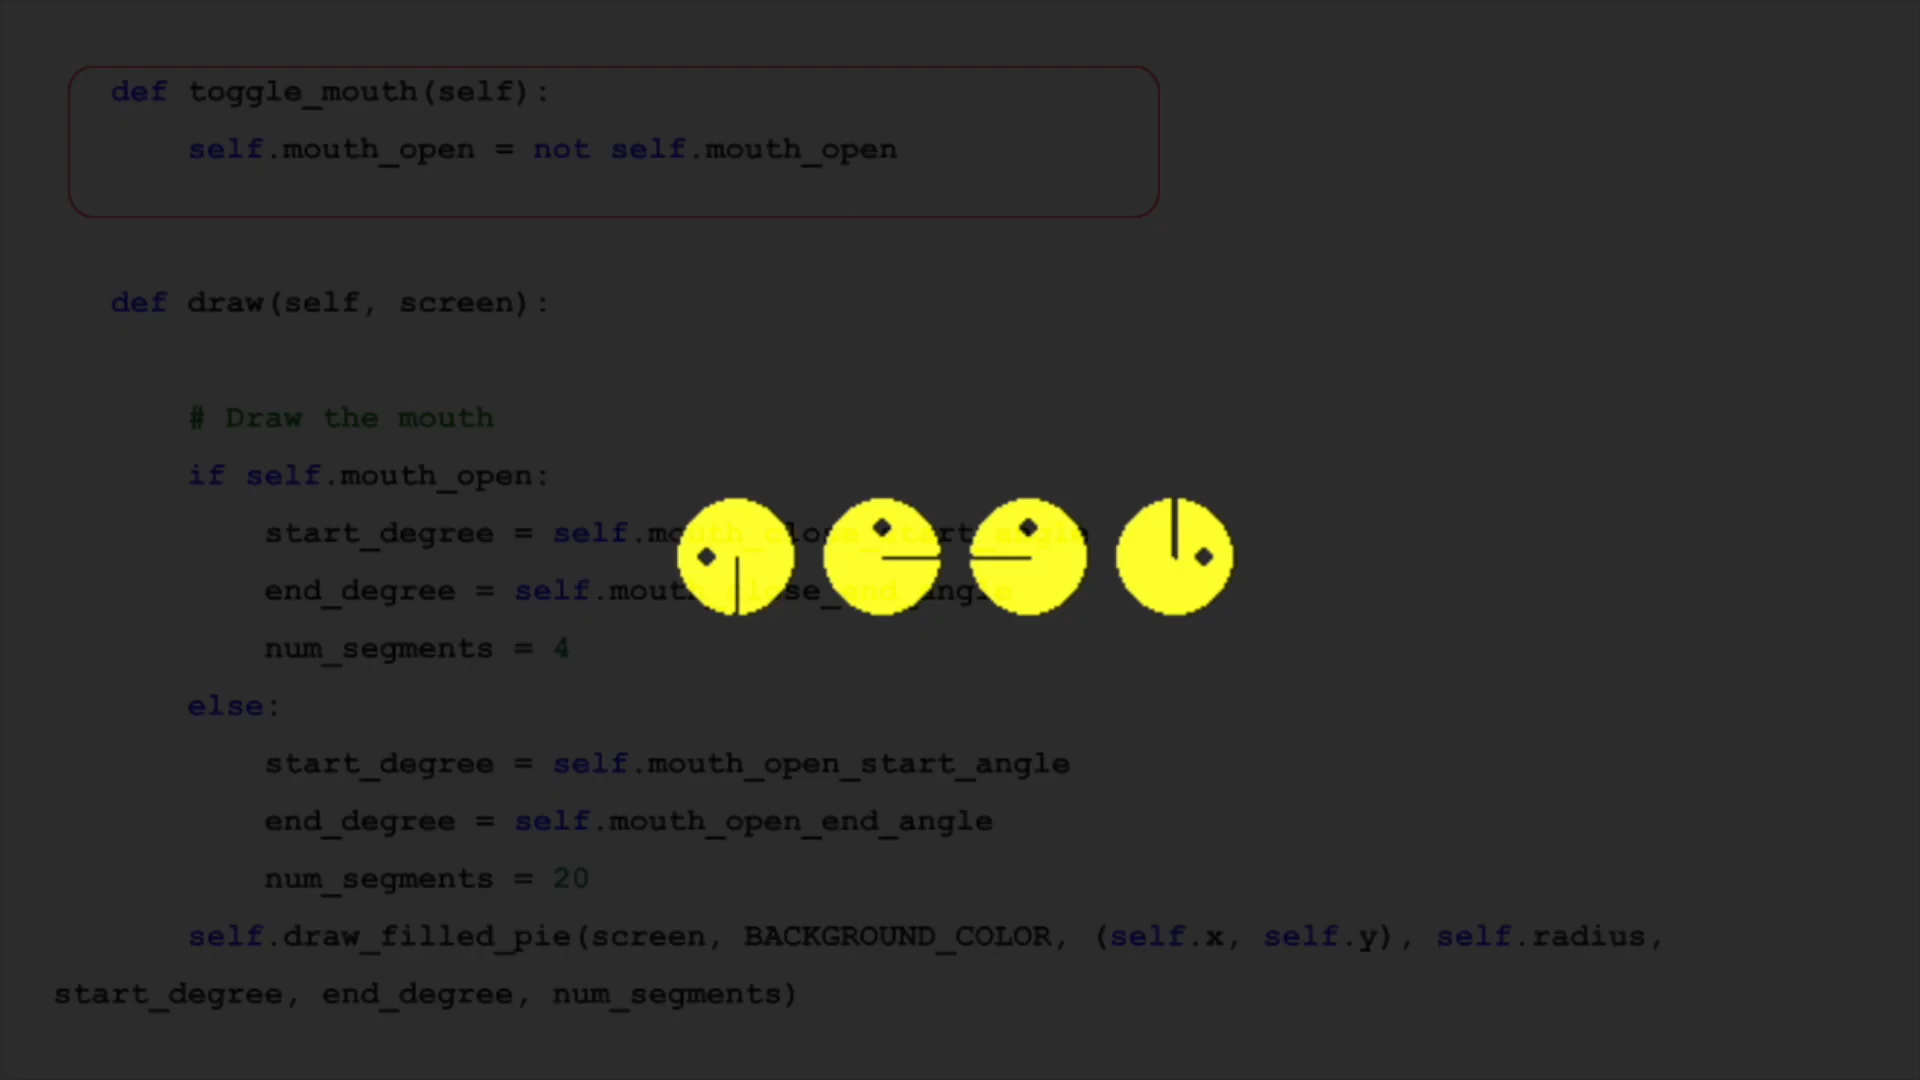 def toggle_mouth(self):
self.mouth_open = not self.mouth_open
def draw(self, screen):
# Draw the mouth
if self.mouth_open:
start_degree = self.mouth_close_start_angle
end_degree = self.mouth_close_end_angle
num_segments = 4
else:
start_degree = self.mouth_open_start_angle
end_degree = self.mouth_open_end_angle
num_segments = 20
self.draw_filled_pie(screen, BACKGROUND_COLOR, (self.x, self.y), self.radius,
start_degree, end_degree, num_segments)